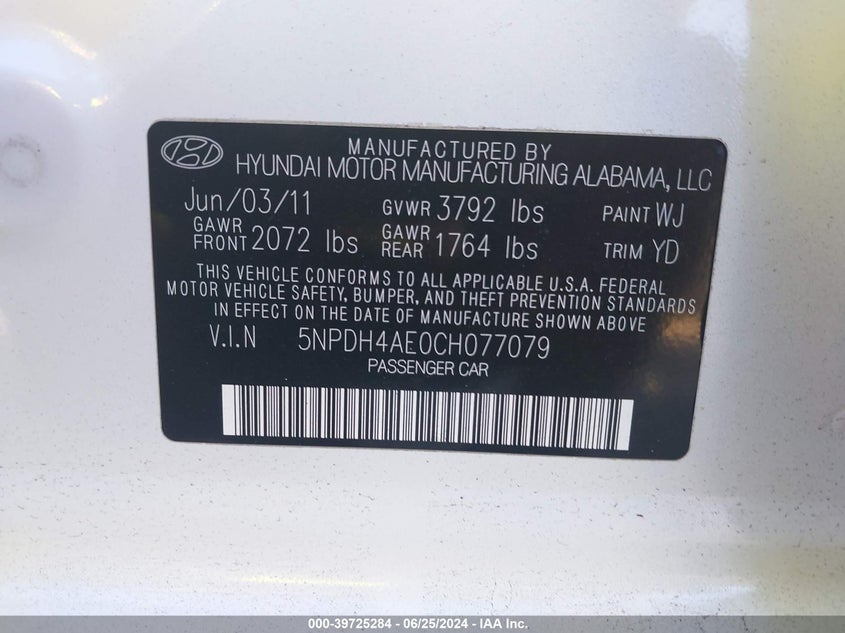 MANUFACTURED BY
HYUNDAI MOTOR MANUFACTURING ALABAMA, LLC
Jun/03/11 GVWR 3792 lbs PAINT WJ
GAWR FRONT 2072 lbs GAWR REAR 1764 lbs TRIM YD
THIS VEHICLE CONFORMS TO ALL APPLICABLE U.S.A. FEDERAL
MOTOR VEHICLE SAFETY, BUMPER, AND THEFT PREVENTION STANDARDS
IN EFFECT ON THE DATE OF MANUFACTURE SHOWN ABOVE
V.I.N 5NPDH4AE0CH077079
PASSENGER CAR
000-39725284 - 06/25/2024 - IAAI.COM